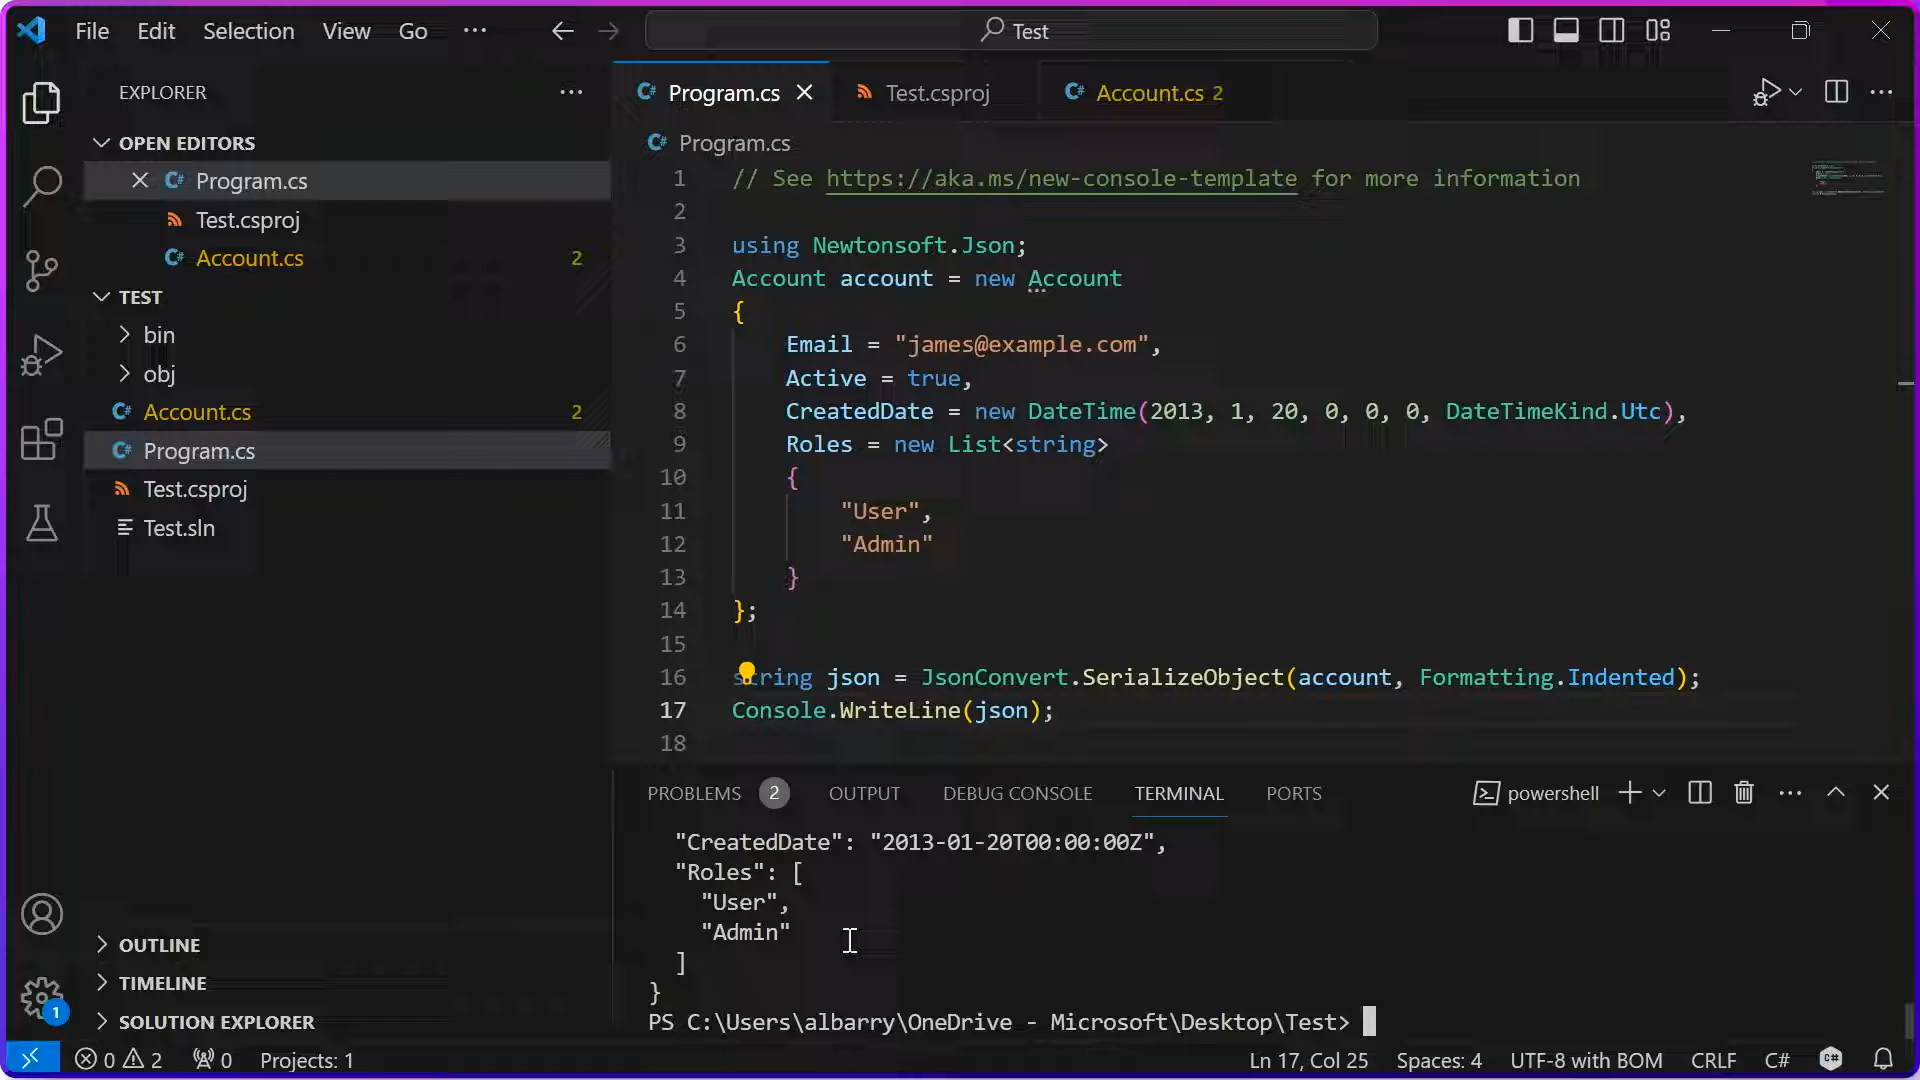 File Edit Selection View Go ··· Test
EXPLORER ···
OPEN EDITORS
Program.cs
Test.csproj
Account.cs 2
TEST
bin
obj
Account.cs 2
Program.cs
Test.csproj
Test.sln
OUTLINE
TIMELINE
SOLUTION EXPLORER
1
Program.cs Test.csproj Account.cs 2
Program.cs
1 // See https://aka.ms/new-console-template for more information
2
3 using Newtonsoft.Json;
4 Account account = new Account
5 {
6 Email = "james@example.com",
7 Active = true,
8 CreatedDate = new DateTime(2013, 1, 20, 0, 0, 0, DateTimeKind.Utc),
9 Roles = new List<string>
10 {
11 "User",
12 "Admin"
13 }
14 };
15
16 string json = JsonConvert.SerializeObject(account, Formatting.Indented);
17 Console.WriteLine(json);
18
PROBLEMS 2 OUTPUT DEBUG CONSOLE TERMINAL PORTS powershell
"CreatedDate": "2013-01-20T00:00:00Z",
"Roles": [
"User",
"Admin"
]
}
PS C:\Users\albarry\OneDrive - Microsoft\Desktop\Test>
0 2 0 Projects: 1 Ln 17, Col 25 Spaces: 4 UTF-8 with BOM CRLF C#